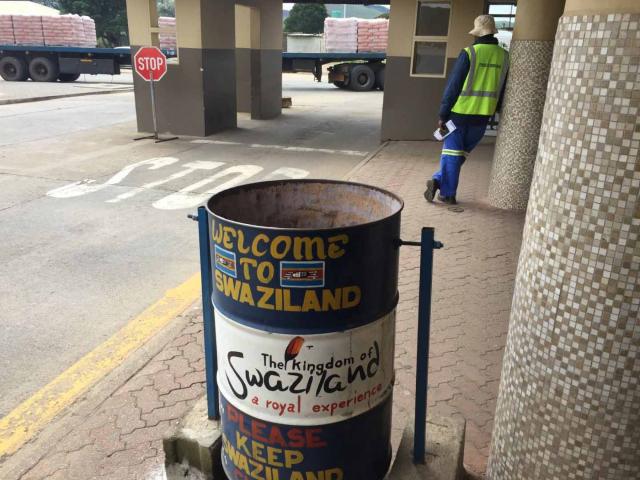 STOP
STOP
WELCOME
TO
SWAZILAND
The Kingdom of
Swaziland
a royal experience
PLEASE
KEEP
SWAZILAND